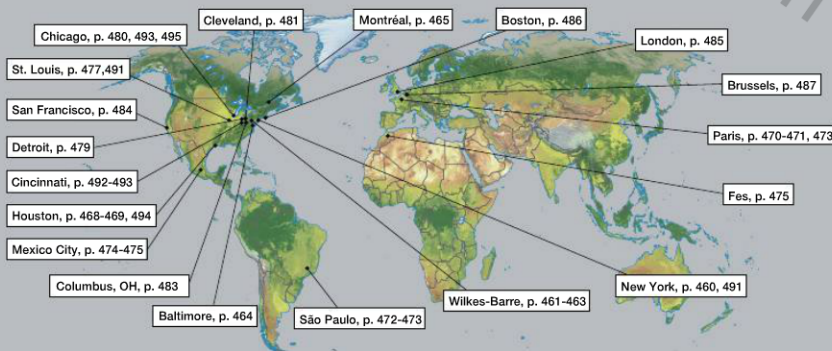 Cleveland, p. 481
Montréal, p. 465
Boston, p. 486
Chicago, p. 480, 493, 495
London, p. 485
St. Louis, p. 477,491
Brussels, p. 487
San Francisco, p. 484
Paris, p. 470-471, 473
Detroit, p. 479
Cincinnati, p. 492-493
Fes, p. 475
Houston, p. 468-469, 494
Mexico City, p. 474-475
Columbus, OH, p. 483
New York, p. 460, 491
Wilkes-Barre, p. 461-463
Baltimore, p. 464
São Paulo, p. 472-473